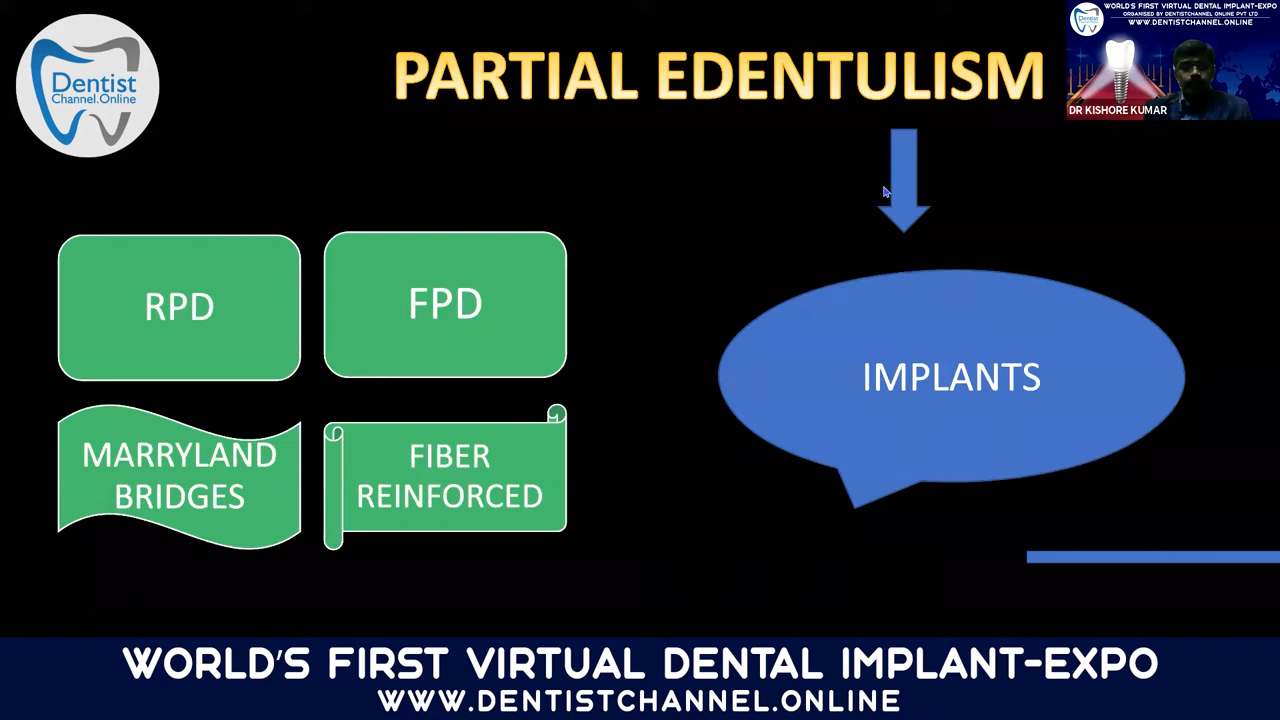 Dentist
Channel.Online
PARTIAL EDENTULISM
WORLD'S FIRST VIRTUAL DENTAL IMPLANT-EXPO
ORGANISED BY DENTISTCHANNEL ONLINE PVT LTD
WWW.DENTISTCHANNEL.ONLINE
Dentist
DR KISHORE KUMAR
RPD
FPD
IMPLANTS
MARRYLAND
BRIDGES
FIBER
REINFORCED
WORLD'S FIRST VIRTUAL DENTAL IMPLANT-EXPO
WWW.DENTISTCHANNEL.ONLINE